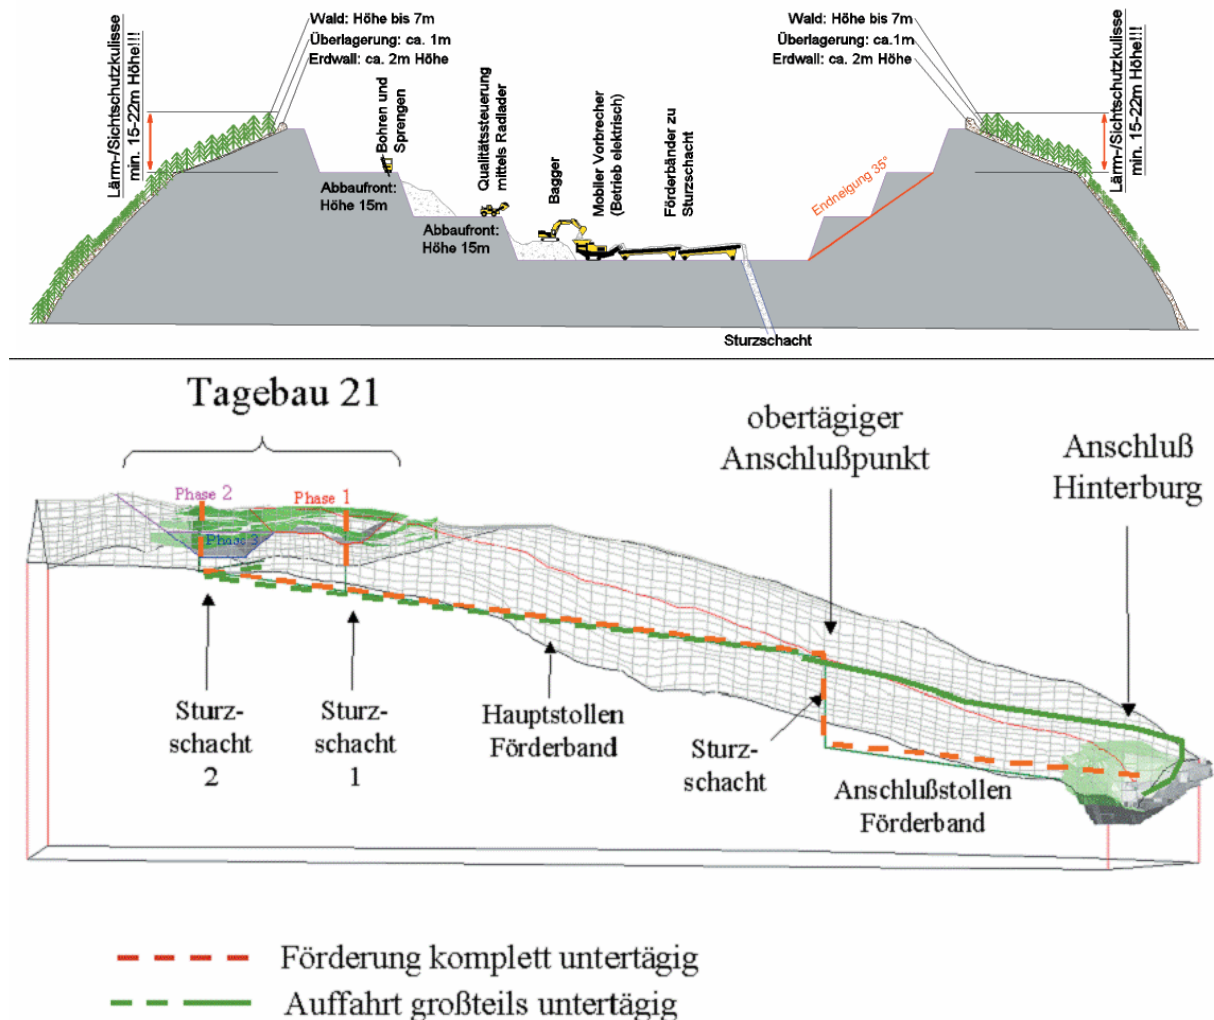 Wald: Höhe bis 7m
Überlagerung: ca. 1m
Erdwall: ca. 2m Höhe
Lärm-/Sichtschutzkulisse
min. 15-22m Höhe!!!
Bohren und
Sprengen
Qualitätssteuerung
mittels Radlader
Bagger
Mobiler Vorbrecher
(Betrieb elektrisch)
Förderbänder zu
Sturzschacht
Abbaufront:
Höhe 15m
Abbaufront:
Höhe 15m
Endneigung 35°
Wald: Höhe bis 7m
Überlagerung: ca.1m
Erdwall: ca. 2m Höhe
Lärm-/Sichtschutzkulisse
min. 15-22m Höhe!!!
Sturzschacht
Tagebau 21
obertägiger
Anschlußpunkt
Anschluß
Hinterburg
Phase 2
Phase 1
Phase 3
Sturz-
schacht
2
Sturz-
schacht
1
Hauptstollen
Förderband
Sturz-
schacht
Anschlußstollen
Förderband
Förderung komplett untertägig
Auffahrt großteils untertägig